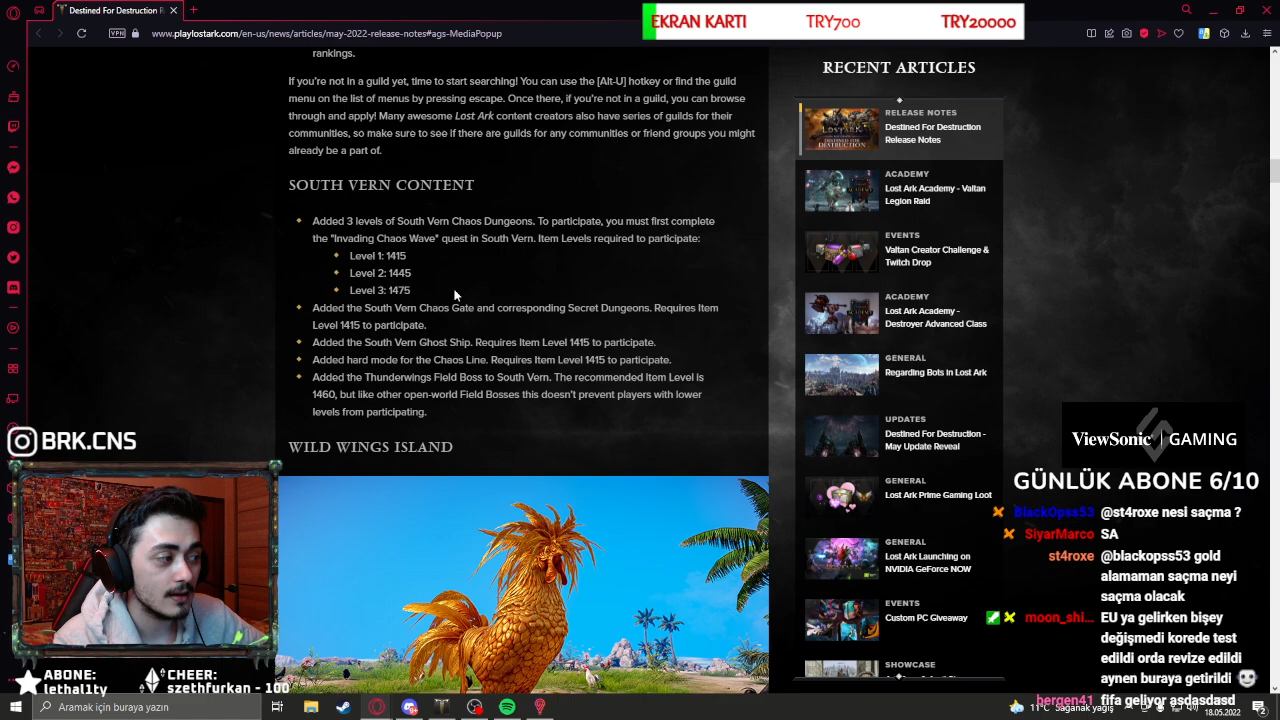 Destined For Destruction R
EKRAN KARTI TRY700 TRY20000
VPN www.playlostark.com/en-us/
es/may-2022-release-notes#ags-MediaPopup
rankings.
If you're not in a guild yet, time to start searching! You can use the [Alt-U] hotkey or find the guild
menu on the list of menus by pressing escape. Once there, if you're not in a guild, you can browse
through and apply! Many awesome Lost Ark content creators also have series of guilds for their
communities, so make sure to see if there are guilds for any communities or friend groups you might
already be a part of.
SOUTH VERN CONTENT
Added 3 levels of South Vern Chaos Dungeons. To participate, you must first complete
the "Invading Chaos Wave" quest in South Vern. Item Levels required to participate:
Level 1: 1415
Level 2: 1445
Level 3: 1475
Added the South Vern Chaos Gate and corresponding Secret Dungeons. Requires Item
Level 1415 to participate.
Added the South Vern Ghost Ship. Requires Item Level 1415 to participate.
Added hard mode for the Chaos Line. Requires Item Level 1415 to participate.
Added the Thunderwings Field Boss to South Vern. The recommended Item Level is
1460, but like other open-world Field Bosses this doesn't prevent players with lower
levels from participating.
WILD WINGS ISLAND
RECENT ARTICLES
LOST ARK
DESTINED FOR
DESTRUCTION
RELEASE NOTES
Destined For Destruction
Release Notes
ACADEMY
Lost Ark Academy - Valtan
Legion Raid
EVENTS
Valtan Creator Challenge &
Twitch Drop
ACADEMY
Lost Ark Academy -
Destroyer Advanced Class
GENERAL
Regarding Bots in Lost Ark
UPDATES
Destined For Destruction -
May Update Reveal
GENERAL
Lost Ark Prime Gaming Loot
GENERAL
Lost Ark Launching on
NVIDIA GeForce NOW
EVENTS
Custom PC Giveaway
SHOWCASE
BRK.CNS
ABONE:
lethal1ty
CHEER:
szethfurkan - 100
ViewSonic GAMING
GÜNLÜK ABONE 6/10
BlackOpss53 @st4roxe nesi saçma ?
SiyarMarco SA
st4roxe @blackopss53 gold
alamaman saçma neyi
saçma olacak
moon_shi... EU ya gelirken bişey
değişmedi korede test
edildi orda revize edildi
aynen buraya getirildi
bergen41 fifa geliyor asdasdasd
Aramak için buraya yazın
11°C
18.05.2022